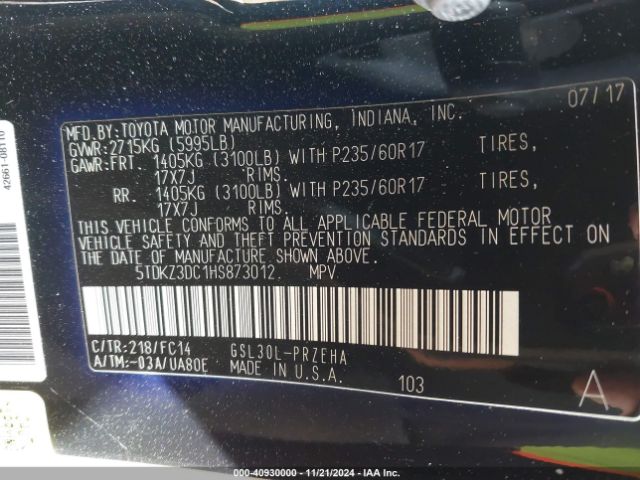 42661-08110
07/17
MFD.BY:TOYOTA MOTOR MANUFACTURING, INDIANA, INC.
GVWR:2715KG (5995LB)
GAWR:FRT. 1405KG (3100LB) WITH P235/60R17 TIRES,
17X7J RIMS.
RR. 1405KG (3100LB) WITH P235/60R17 TIRES,
17X7J RIMS.
THIS VEHICLE CONFORMS TO ALL APPLICABLE FEDERAL MOTOR
VEHICLE SAFETY AND THEFT PREVENTION STANDARDS IN EFFECT ON
THE DATE OF MANUFACTURE SHOWN ABOVE.
5TDKZ3DC1HS873012. MPV.
C/TR:218/FC14 GSL30L-PRZEHA
A/TM:-03A/UA80E MADE IN U.S.A.
103
A
000-40930000 - 11/21/2024 - IAA Inc.